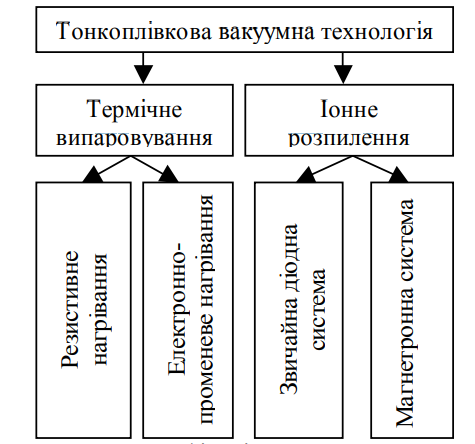 Тонкоплівкова вакуумна технологія
Термічне
випаровування
Іонне
розпилення
Резистивне
нагрівання
Електронно-
променеве нагрівання
Звичайна діодна
система
Магнетронна система